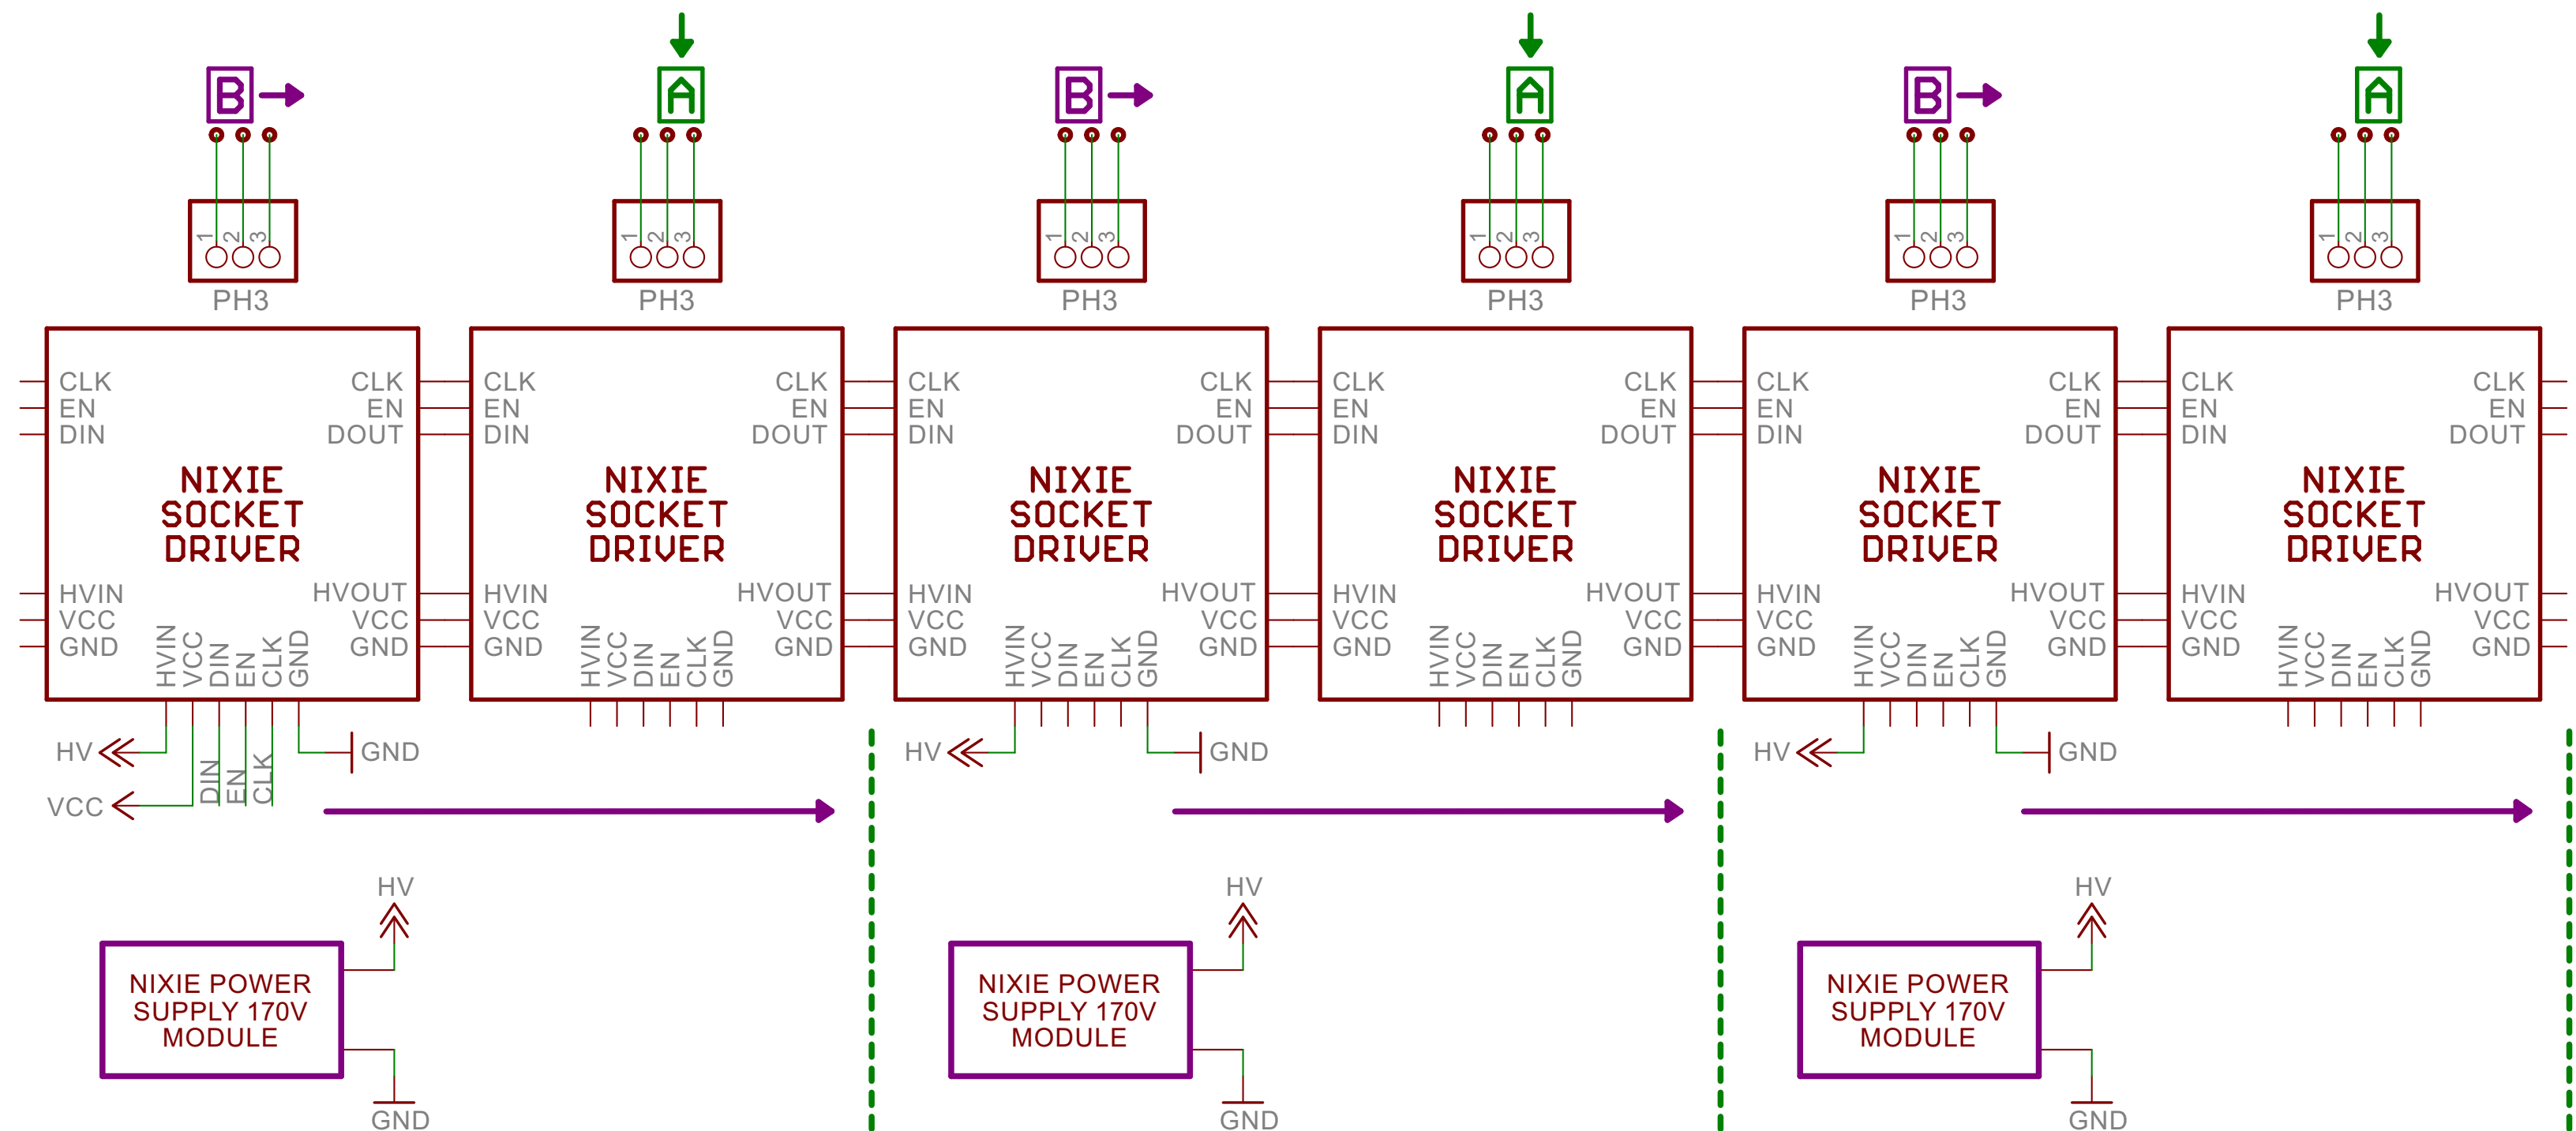 B A B A B A
1 2 3 1 2 3 1 2 3 1 2 3 1 2 3 1 2 3
PH3 PH3 PH3 PH3 PH3 PH3
CLK CLK CLK CLK CLK CLK CLK CLK CLK CLK CLK CLK
EN EN EN EN EN EN EN EN EN EN EN EN
DIN DOUT DIN DOUT DIN DOUT DIN DOUT DIN DOUT DIN DOUT
NIXIE NIXIE NIXIE NIXIE NIXIE NIXIE
SOCKET SOCKET SOCKET SOCKET SOCKET SOCKET
DRIVER DRIVER DRIVER DRIVER DRIVER DRIVER
HVIN HVOUT HVIN HVOUT HVIN HVOUT HVIN HVOUT HVIN HVOUT HVIN HVOUT
VCC VCC VCC VCC VCC VCC VCC VCC VCC VCC VCC VCC
GND GND GND GND GND GND GND GND GND GND GND GND
HVIN VCC DIN EN CLK GND HVIN VCC DIN EN CLK GND HVIN VCC DIN EN CLK GND HVIN VCC DIN EN CLK GND HVIN VCC DIN EN CLK GND HVIN VCC DIN EN CLK GND
HV GND HV GND HV GND
DIN EN CLK
VCC
HV HV HV
NIXIE POWER NIXIE POWER NIXIE POWER
SUPPLY 170V SUPPLY 170V SUPPLY 170V
MODULE MODULE MODULE
GND GND GND